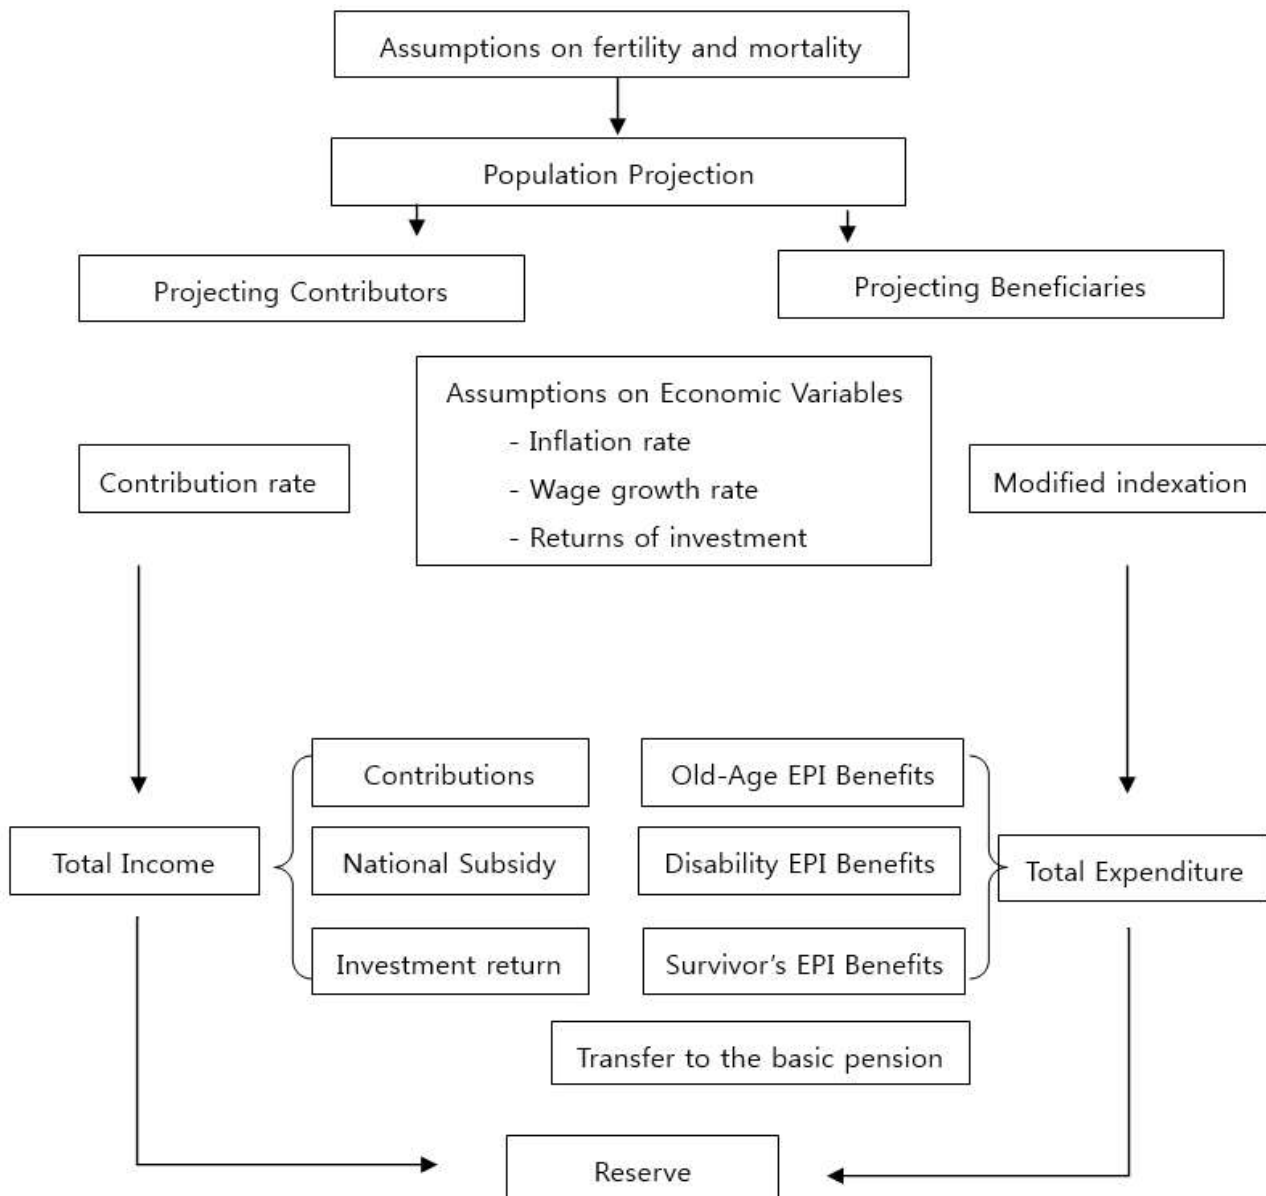 Assumptions on fertility and mortality
Population Projection
Projecting Contributors
Projecting Beneficiaries
Assumptions on Economic Variables
- Inflation rate
- Wage growth rate
- Returns of investment
Contribution rate
Modified indexation
Contributions
Old-Age EPI Benefits
Total Income
National Subsidy
Disability EPI Benefits
Total Expenditure
Investment return
Survivor's EPI Benefits
Transfer to the basic pension
Reserve